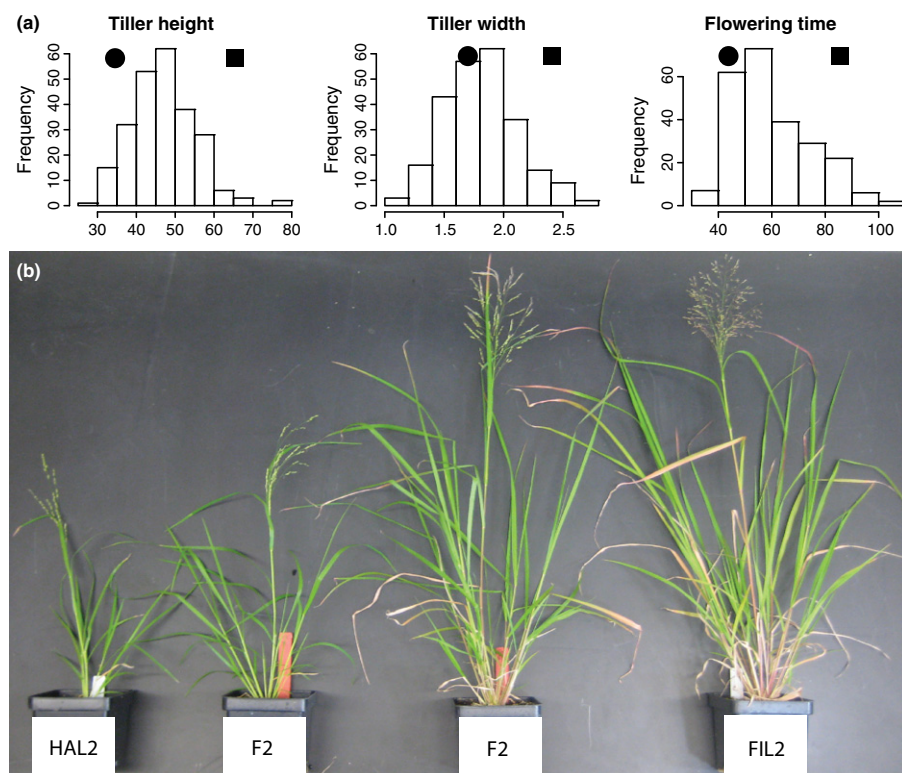 (a)
Tiller height
Tiller width
Flowering time
Frequency
0 10 20 30 40 50 60
30 40 50 60 70 80
Frequency
0 10 20 30 40 50 60
1.0 1.5 2.0 2.5
Frequency
0 20 40 60
40 60 80 100
(b)
HAL2 F2 F2 FIL2